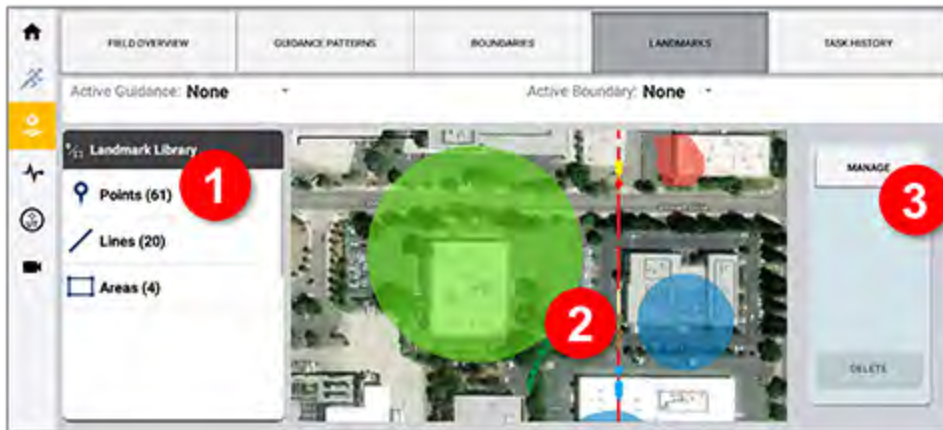 FIELD OVERVIEW
GUIDANCE PATTERNS
BOUNDARIES
LANDMARKS
TASK HISTORY
Active Guidance: None
Active Boundary: None
Landmark Library
1
Points (61)
Lines (20)
Areas (4)
2
MANAGE
3
DELETE